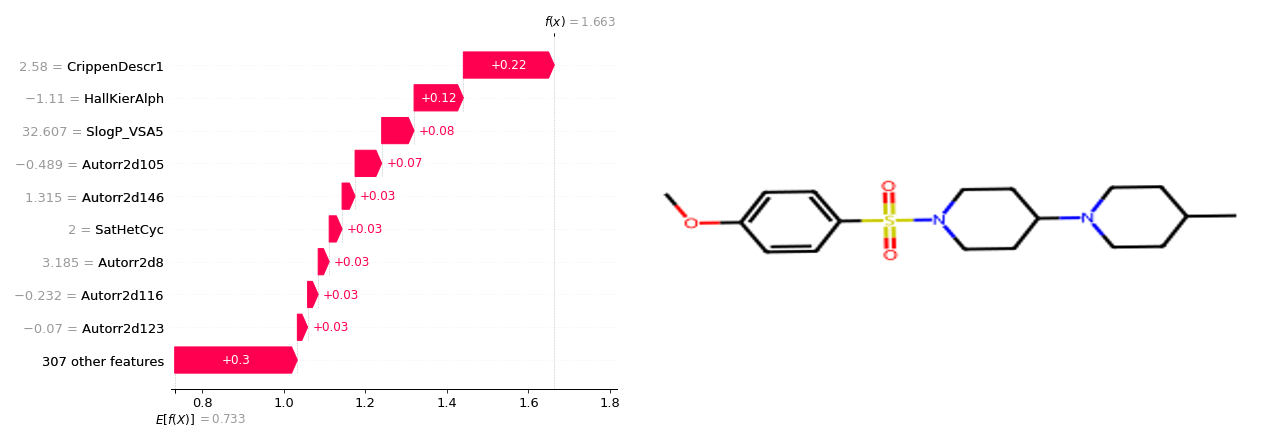 f(x) = 1.663
2.58 = CrippenDescr1
+0.22
−1.11 = HallKierAlph
+0.12
32.607 = SlogP_VSA5
+0.08
−0.489 = Autorr2d105
+0.07
1.315 = Autorr2d146
+0.03
2 = SatHetCyc
+0.03
3.185 = Autorr2d8
+0.03
−0.232 = Autorr2d116
+0.03
−0.07 = Autorr2d123
+0.03
307 other features
+0.3
0.8 1.0 1.2 1.4 1.6 1.8
E[f(X)] = 0.733
O
O
S
O
N
N